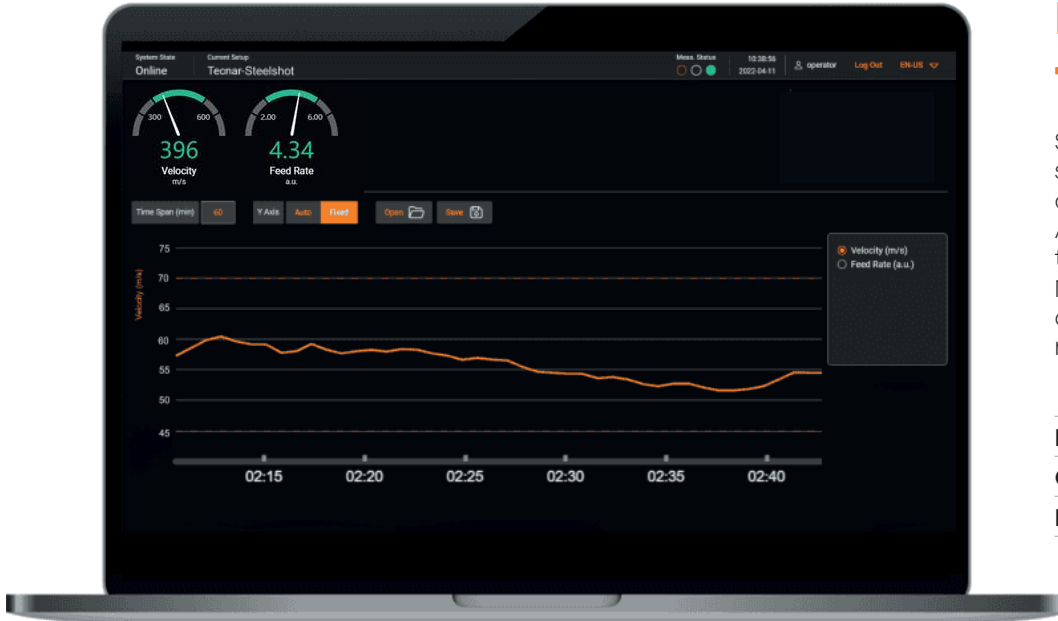 System State
Online
Current Setup
Tecnar-Steelshot
Meas. Status
10:38:56
2022-04-11
operator
Log Out
EN-US
300
600
396
Velocity
m/s
2.00
6.00
4.34
Feed Rate
a.u.
Time Span (min)
60
Y Axis
Auto
Fixed
Open
Save
Velocity (m/s)
75
70
65
60
55
50
45
02:15
02:20
02:25
02:30
02:35
02:40
Velocity (m/s)
Feed Rate (a.u.)